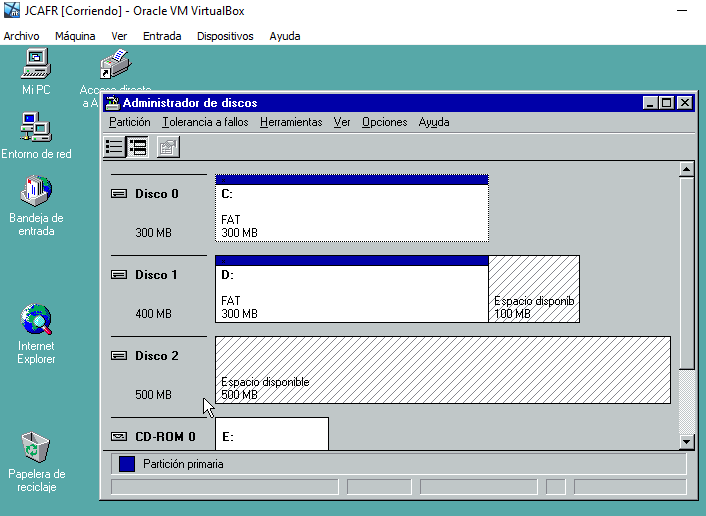 JCAFR [Corriendo] - Oracle VM VirtualBox
Archivo Máquina Ver Entrada Dispositivos Ayuda
Mi PC
Acceso directo
a A
Entorno de red
Bandeja de
entrada
Internet
Explorer
Papelera de
reciclaje
Administrador de discos
Partición Tolerancia a fallos Herramientas Ver Opciones Ayuda
Disco 0
300 MB
C:
FAT
300 MB
Disco 1
400 MB
D:
FAT
300 MB
Espacio disponib
100 MB
Disco 2
500 MB
Espacio disponible
500 MB
CD-ROM 0
E:
Partición primaria